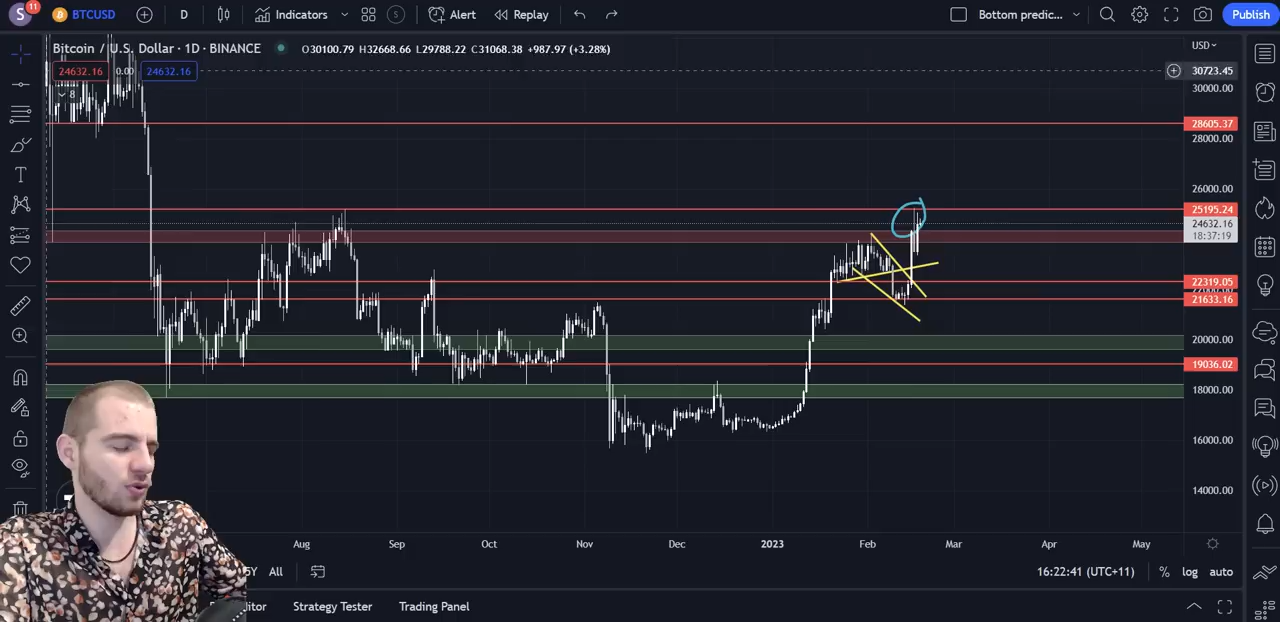 S 11 BTCUSD D Indicators S Alert Replay Bottom predic... Publish
Bitcoin / U.S. Dollar · 1D · BINANCE O30100.79 H32668.66 L29788.22 C31068.38 +987.97 (+3.28%) USD
24632.16 0.00 24632.16 30723.45
8
30000.00
28605.37
28000.00
26000.00
25195.24
24632.16
18:37:19
22319.05
21633.16
20000.00
19036.02
18000.00
16000.00
14000.00
Aug Sep Oct Nov Dec 2023 Feb Mar Apr May
5Y All 16:22:41 (UTC+11) % log auto
Strategy Tester Trading Panel